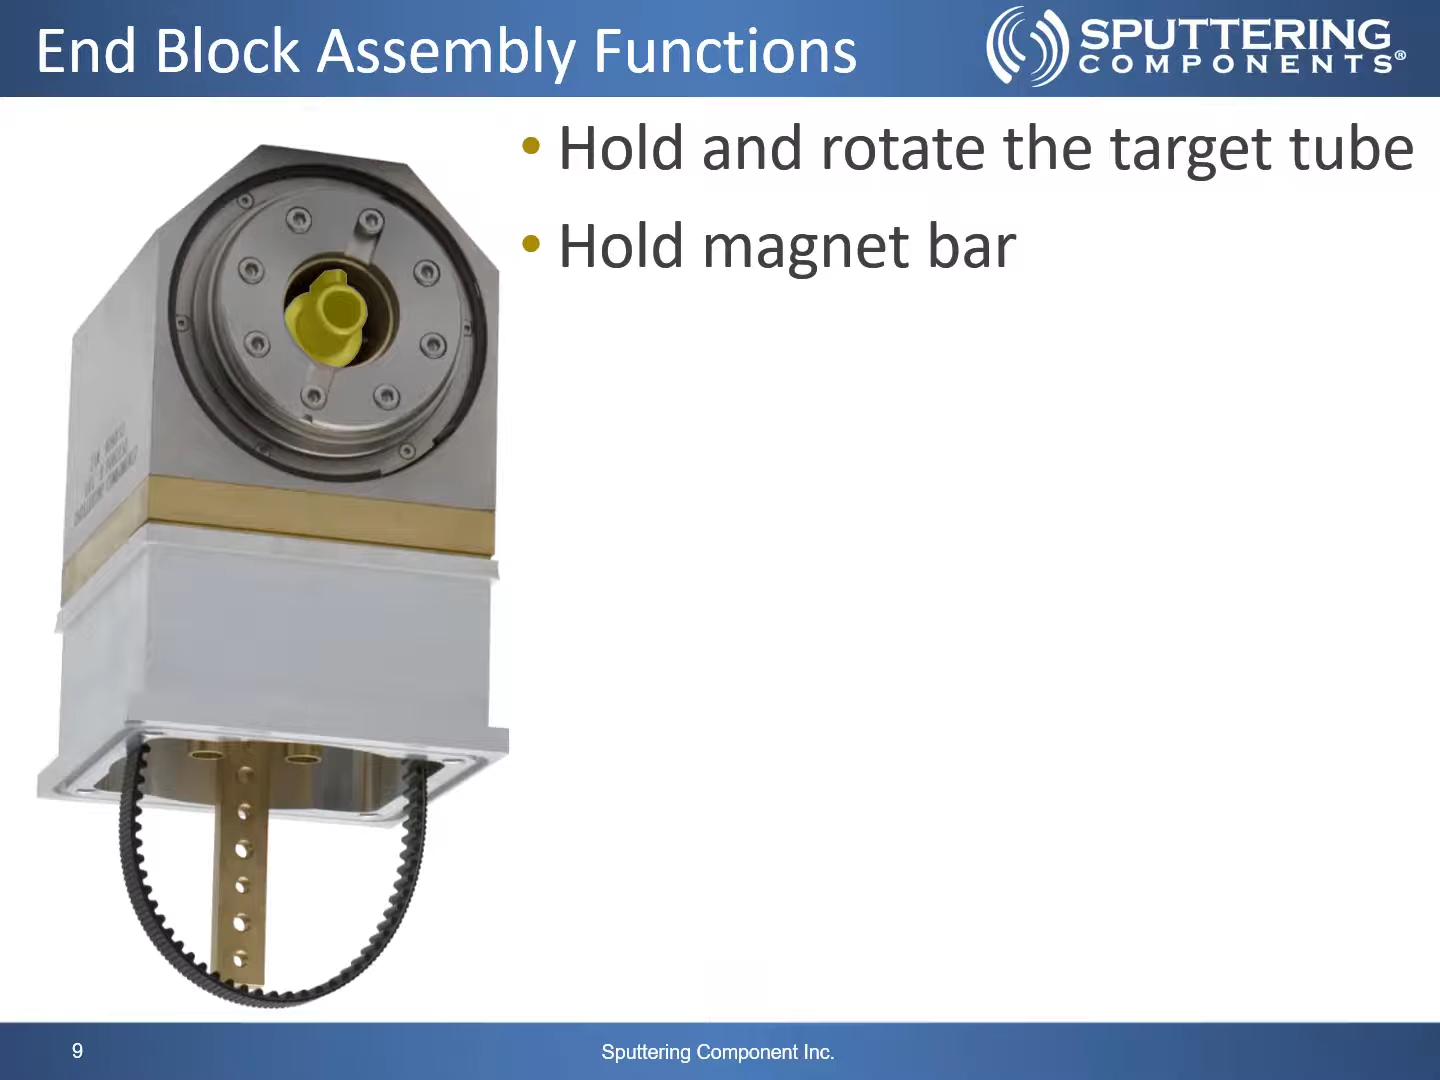 End Block Assembly Functions
SPUTTERING
COMPONENTS®
• Hold and rotate the target tube
• Hold magnet bar
9
Sputtering Component Inc.